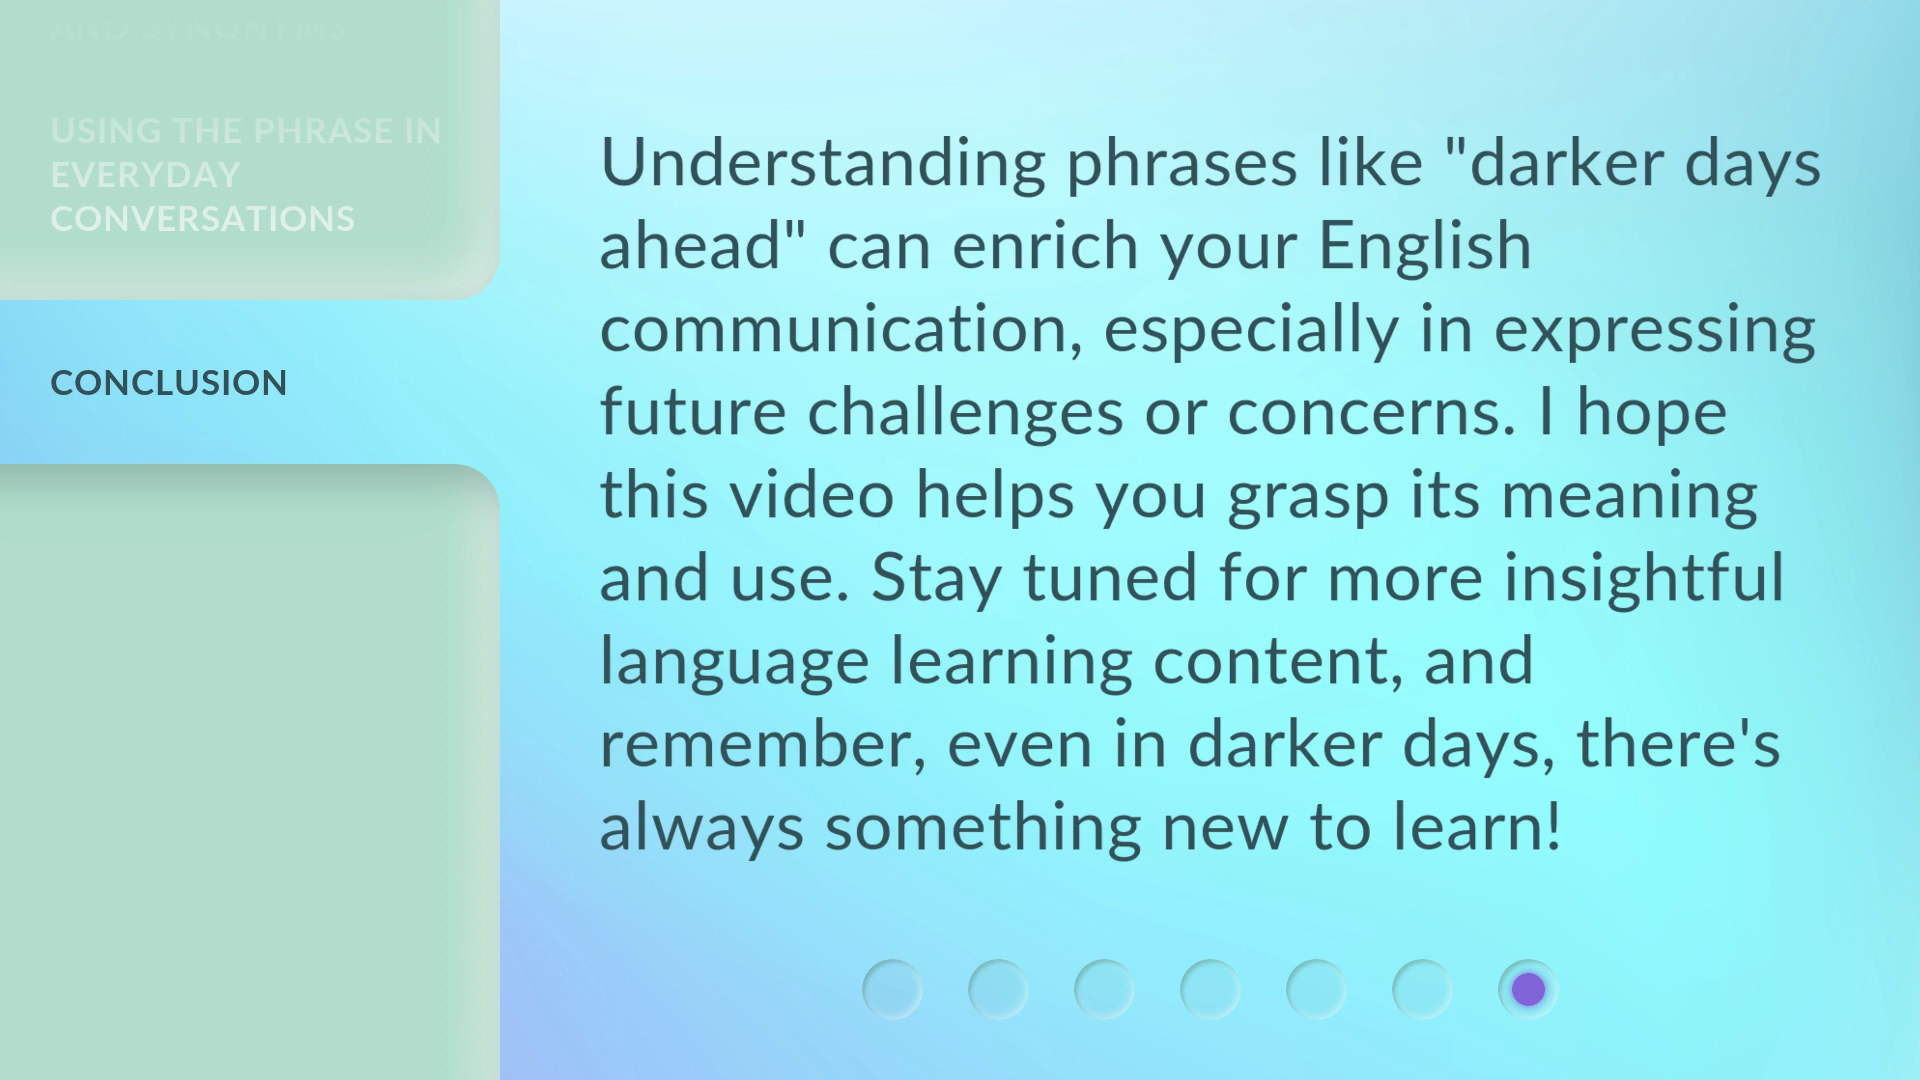 AND SYNONYMS
USING THE PHRASE IN
EVERYDAY
CONVERSATIONS
CONCLUSION
Understanding phrases like "darker days
ahead" can enrich your English
communication, especially in expressing
future challenges or concerns. I hope
this video helps you grasp its meaning
and use. Stay tuned for more insightful
language learning content, and
remember, even in darker days, there's
always something new to learn!